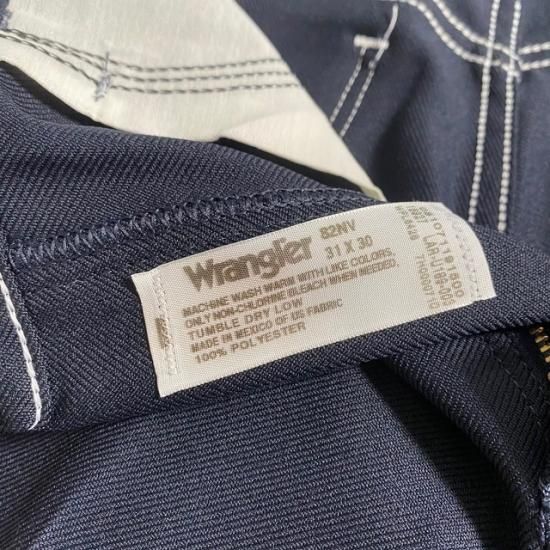 Wrangler 82NV
31 X 30
MACHINE WASH WARM WITH LIKE COLORS,
ONLY NON-CHLORINE BLEACH WHEN NEEDED.
TUMBLE DRY LOW
MADE IN MEXICO OF US FABRIC
100% POLYESTER